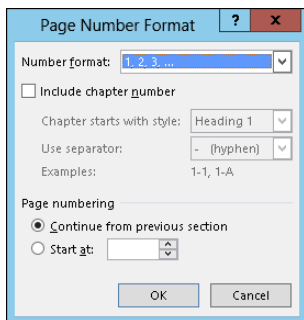 Page Number Format ? x
Number format: 1, 2, 3, ...
Include chapter number
Chapter starts with style: Heading 1
Use separator: - (hyphen)
Examples: 1-1, 1-A
Page numbering
Continue from previous section
Start at:
OK Cancel